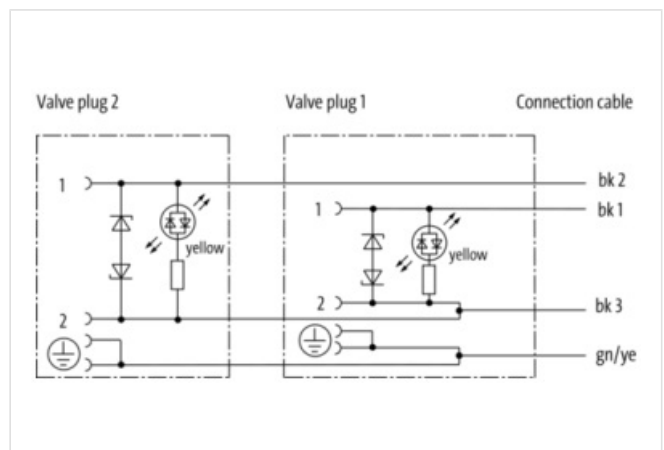 Valve plug 2
Valve plug 1
Connection cable
1
bk 2
1
bk 1
yellow
yellow
2
bk 3
2
gn/ye